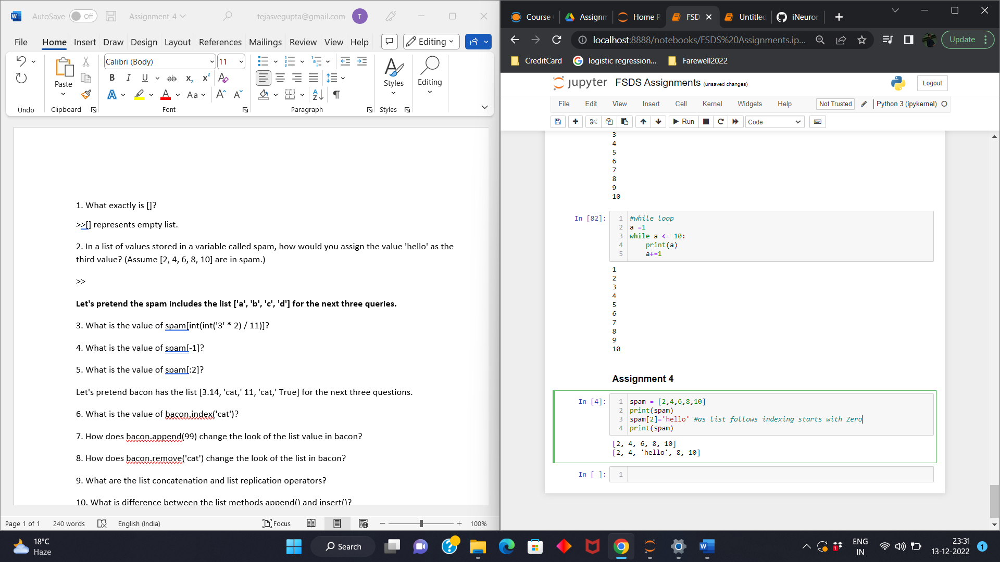 AutoSave Off Assignment_4 tejasvegupta@gmail.com T
File Home Insert Draw Design Layout References Mailings Review View Help Editing
Calibri (Body) 11
Paste Styles Editing
Undo Clipboard Font Paragraph Styles
1. What exactly is []?
>>[] represents empty list.
2. In a list of values stored in a variable called spam, how would you assign the value 'hello' as the
third value? (Assume [2, 4, 6, 8, 10] are in spam.)
>>
Let's pretend the spam includes the list ['a', 'b', 'c', 'd'] for the next three queries.
3. What is the value of spam[int(int('3' * 2) / 11)]?
4. What is the value of spam[-1]?
5. What is the value of spam[:2]?
Let's pretend bacon has the list [3.14, 'cat,' 11, 'cat,' True] for the next three questions.
6. What is the value of bacon.index('cat')?
7. How does bacon.append(99) change the look of the list value in bacon?
8. How does bacon.remove('cat') change the look of the list in bacon?
9. What are the list concatenation and list replication operators?
10. What is difference between the list methods append() and insert()?
Page 1 of 1 240 words English (India) Focus 100%
Course Assignm Home P FSD Untitled iNeuron
localhost:8888/notebooks/FSDS%20Assignments.ip... Update
CreditCard logistic regression... Farewell2022
jupyter FSDS Assignments (unsaved changes) Logout
File Edit View Insert Cell Kernel Widgets Help Not Trusted Python 3 (ipykernel)
Run Code
3
4
5
6
7
8
9
10
In [82]: 1 #while loop
2 a =1
3 while a <= 10:
4 print(a)
5 a+=1
1
2
3
4
5
6
7
8
9
10
Assignment 4
In [4]: 1 spam = [2,4,6,8,10]
2 print(spam)
3 spam[2]='hello' #as list follows indexing starts with Zero
4 print(spam)
[2, 4, 6, 8, 10]
[2, 4, 'hello', 8, 10]
In [ ]: 1
18°C
Haze
Search
ENG
IN
23:31
13-12-2022
1